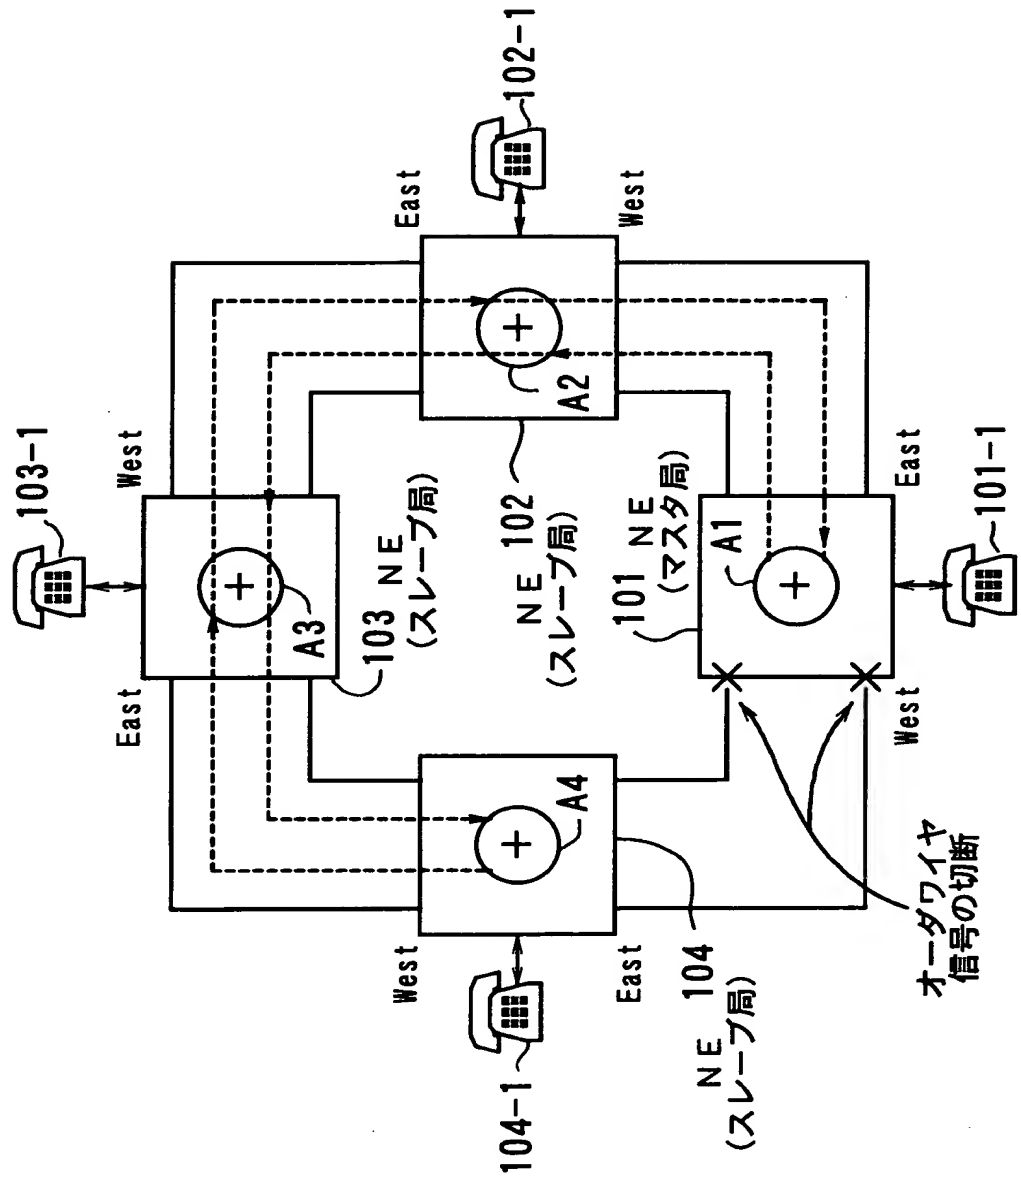 102-1
East
West
A2
NE 102
(スレーブ局)
103-1
West
East
A3
103 NE
(スレーブ局)
101 NE
(マスタ局)
A1
East
West
101-1
A4
West
East
104-1
NE 104
(スレーブ局)
オーダワイヤ
信号の切断